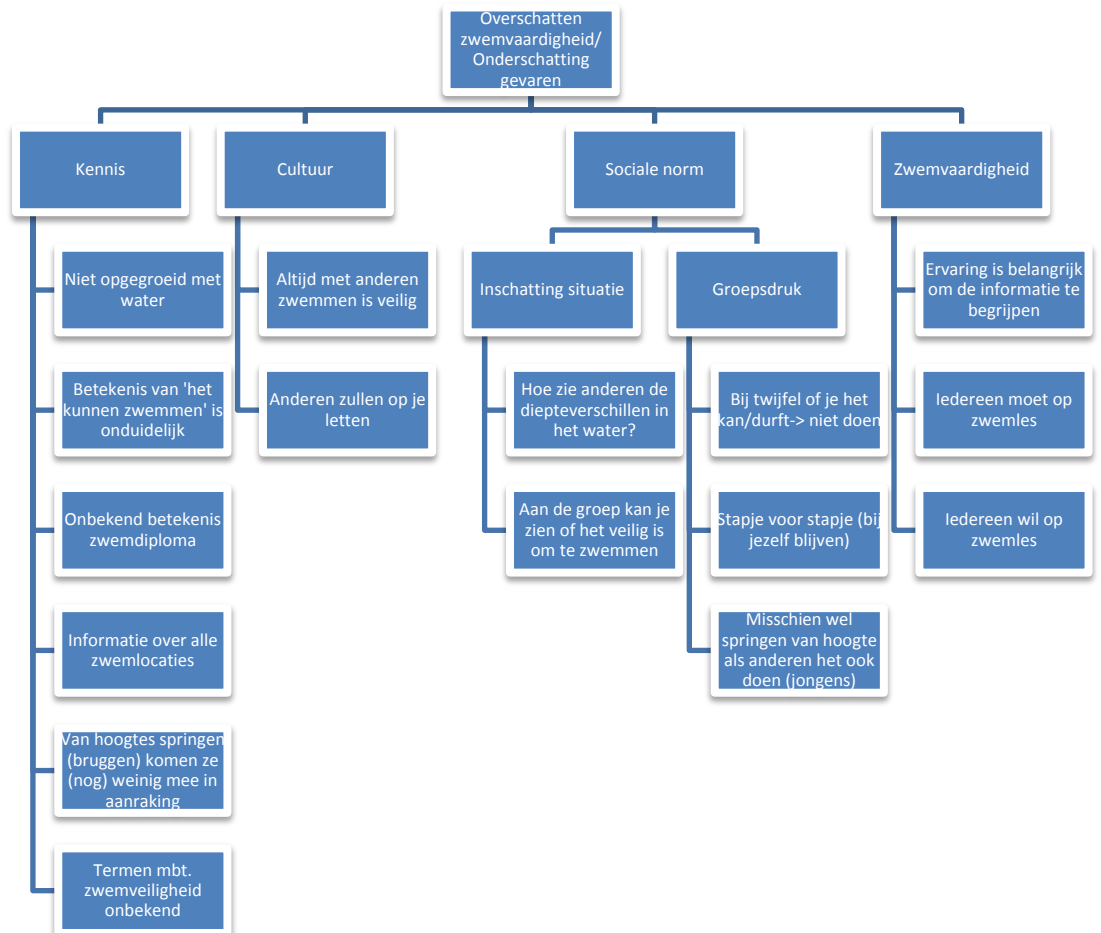 Overschatten
zwemvaardigheid/
Onderschatting
gevaren
Kennis
Cultuur
Sociale norm
Zwemvaardigheid
Niet opgegroeid met
water
Betekenis van 'het
kunnen zwemmen' is
onduidelijk
Onbekend betekenis
zwemdiploma
Informatie over alle
zwemlocaties
Van hoogtes springen
(bruggen) komen ze
(nog) weinig mee in
aanraking
Termen mbt.
zwemveiligheid
onbekend
Altijd met anderen
zwemmen is veilig
Anderen zullen op je
letten
Inschatting situatie
Hoe zie anderen de
diepteverschillen in
het water?
Aan de groep kan je
zien of het veilig is
om te zwemmen
Groepsdruk
Bij twijfel of je het
kan/durft-> niet doen
Stapje voor stapje (bij
jezelf blijven)
Misschien wel
springen van hoogte
als anderen het ook
doen (jongens)
Ervaring is belangrijk
om de informatie te
begrijpen
Iedereen moet op
zwemles
Iedereen wil op
zwemles